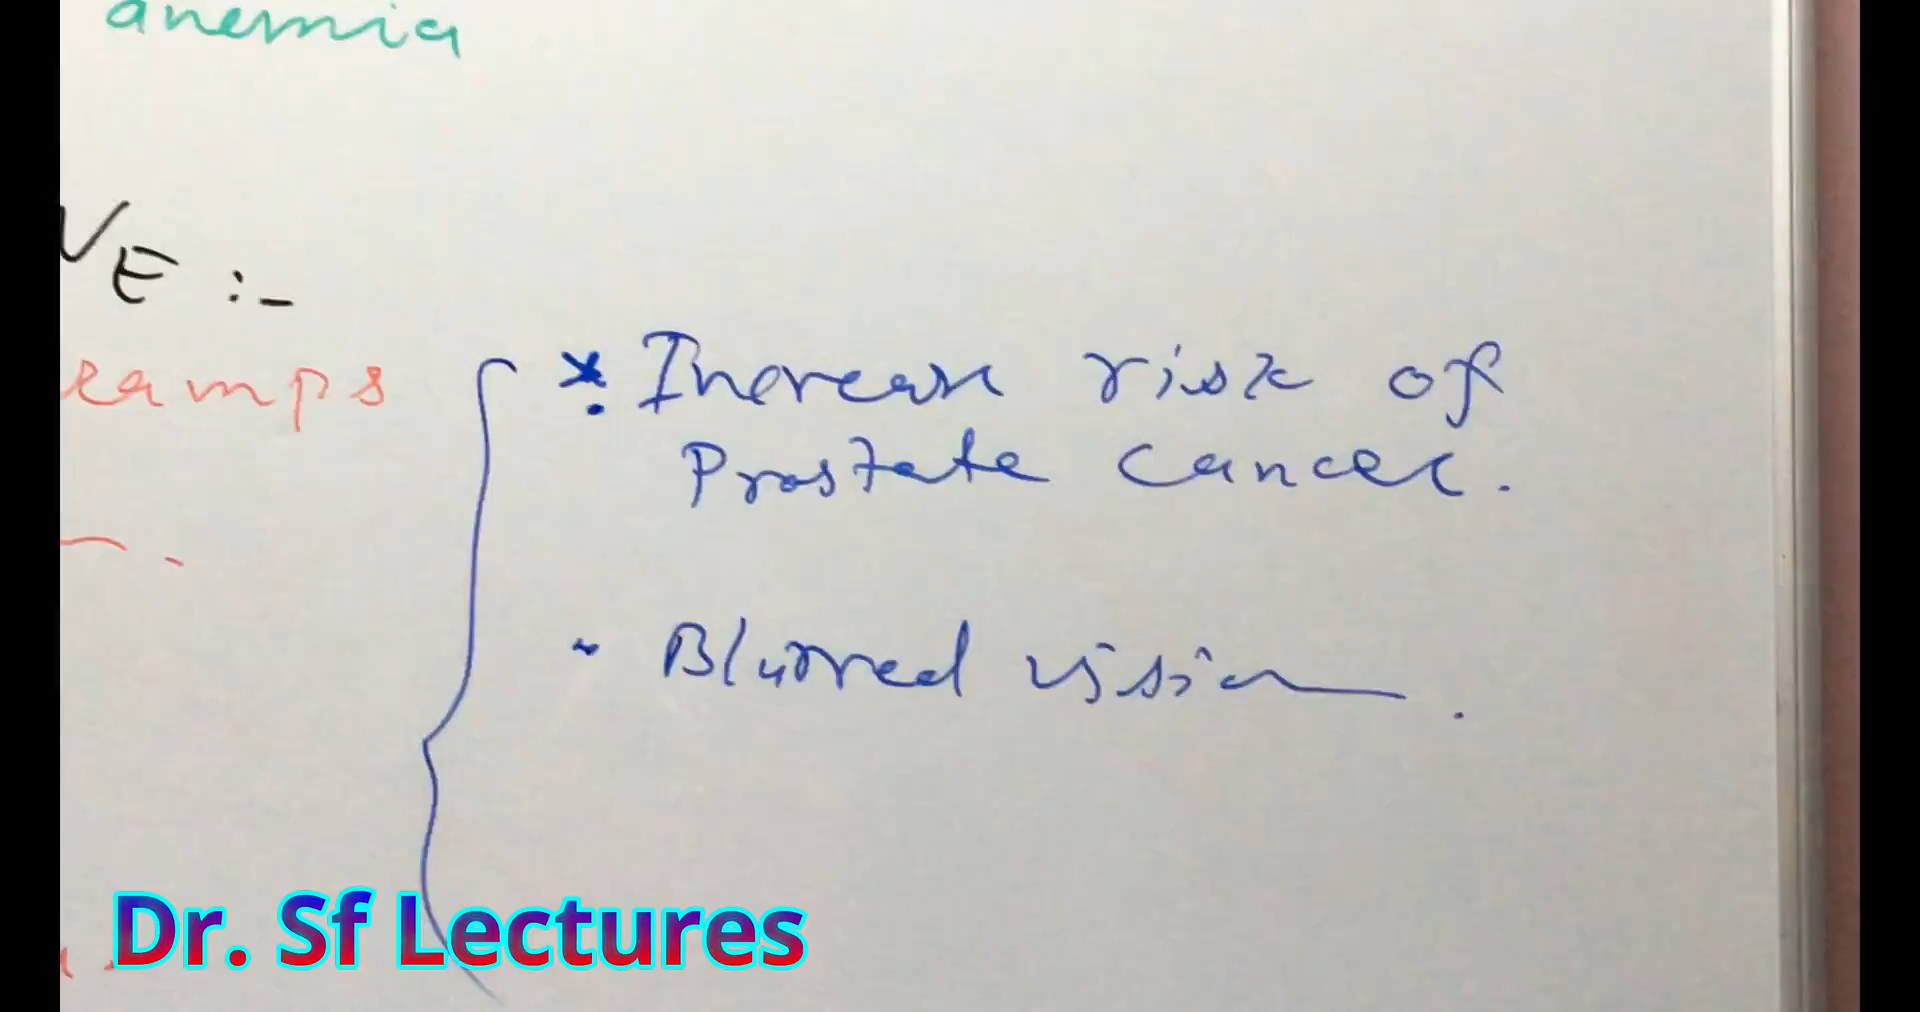 anemia
VE :-
ramps
* Increase risk of
Prostate cancer.
Blurred vision.
Dr. Sf Lectures